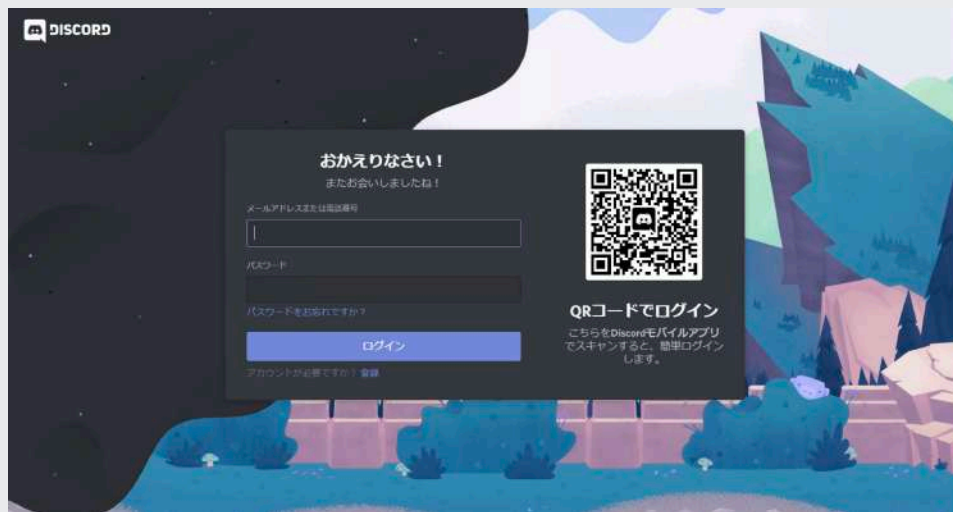 DISCORD
おかえりなさい！
またお会いしましたね！
メールアドレスまたは電話番号
パスワード
パスワードをお忘れですか？
ログイン
アカウントが必要ですか？ 登録
QRコードでログイン
こちらをDiscordモバイルアプリ
でスキャンすると、簡単ログイン
します。